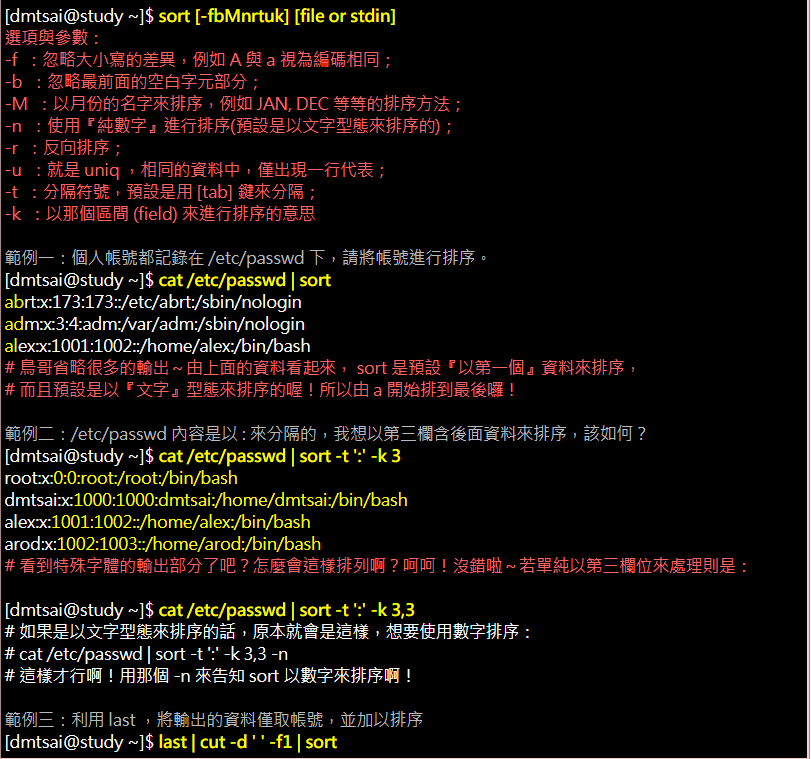 [dmtsai@study ~]$ sort [-fbMnrtuk] [file or stdin]
選項與參數：
-f ：忽略大小寫的差異，例如 A 與 a 視為編碼相同；
-b ：忽略最前面的空白字元部分；
-M ：以月份的名字來排序，例如 JAN, DEC 等等的排序方法；
-n ：使用『純數字』進行排序(預設是以文字型態來排序的)；
-r ：反向排序；
-u ：就是 uniq ，相同的資料中，僅出現一行代表；
-t ：分隔符號，預設是用 [tab] 鍵來分隔；
-k ：以那個區間 (field) 來進行排序的意思
範例一：個人帳號都記錄在 /etc/passwd 下，請將帳號進行排序。
[dmtsai@study ~]$ cat /etc/passwd | sort
abrt:x:173:173::/etc/abrt:/sbin/nologin
adm:x:3:4:adm:/var/adm:/sbin/nologin
alex:x:1001:1002::/home/alex:/bin/bash
# 鳥哥省略很多的輸出～由上面的資料看起來， sort 是預設『以第一個』資料來排序，
# 而且預設是以『文字』型態來排序的喔！所以由 a 開始排到最後囉！
範例二：/etc/passwd 內容是以 : 來分隔的，我想以第三欄含後面資料來排序，該如何？
[dmtsai@study ~]$ cat /etc/passwd | sort -t ':' -k 3
root:x:0:0:root:/root:/bin/bash
dmtsai:x:1000:1000:dmtsai:/home/dmtsai:/bin/bash
alex:x:1001:1002::/home/alex:/bin/bash
arod:x:1002:1003::/home/arod:/bin/bash
# 看到特殊字體的輸出部分了吧？怎麼會這樣排列啊？呵呵！沒錯啦～若單純以第三欄位來處理則是：
[dmtsai@study ~]$ cat /etc/passwd | sort -t ':' -k 3,3
# 如果是以文字型態來排序的話，原本就會是這樣，想要使用數字排序：
# cat /etc/passwd | sort -t ':' -k 3,3 -n
# 這樣才行啊！用那個 -n 來告知 sort 以數字來排序啊！
範例三：利用 last ，將輸出的資料僅取帳號，並加以排序
[dmtsai@study ~]$ last | cut -d ' ' -f1 | sort